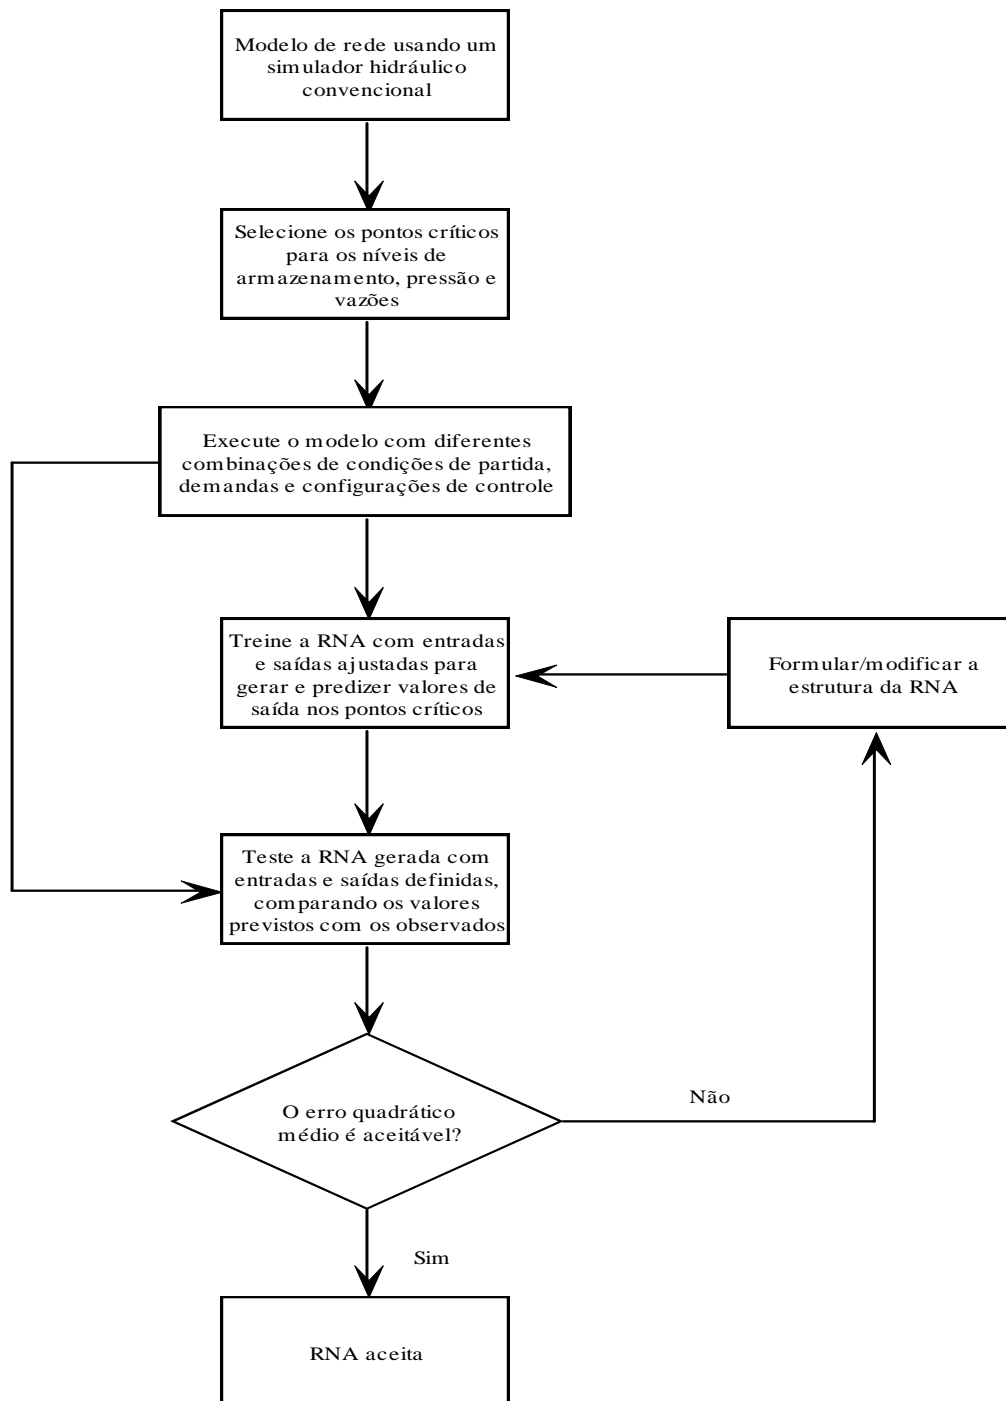 Modelo de rede usando um
simulador hidráulico
convencional
Selecione os pontos críticos
para os níveis de
armazenamento, pressão e
vazões
Execute o modelo com diferentes
combinações de condições de partida,
demandas e configurações de controle
Treine a RNA com entradas
e saídas ajustadas para
gerar e predizer valores de
saída nos pontos críticos
Formular/modificar a
estrutura da RNA
Teste a RNA gerada com
entradas e saídas definidas,
comparando os valores
previstos com os observados
O erro quadrático
médio é aceitável?
Não
Sim
RNA aceita